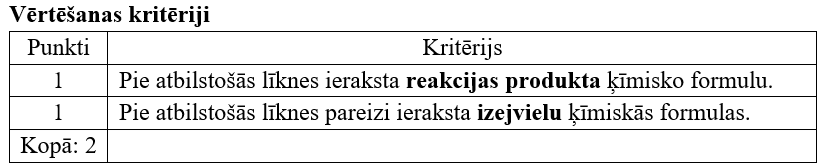 Vērtēšanas kritēriji
Punkti Kritērijs
1 Pie atbilstošās līknes ieraksta reakcijas produkta ķīmisko formulu.
1 Pie atbilstošās līknes pareizi ieraksta izejvielu ķīmiskās formulas.
Kopā: 2